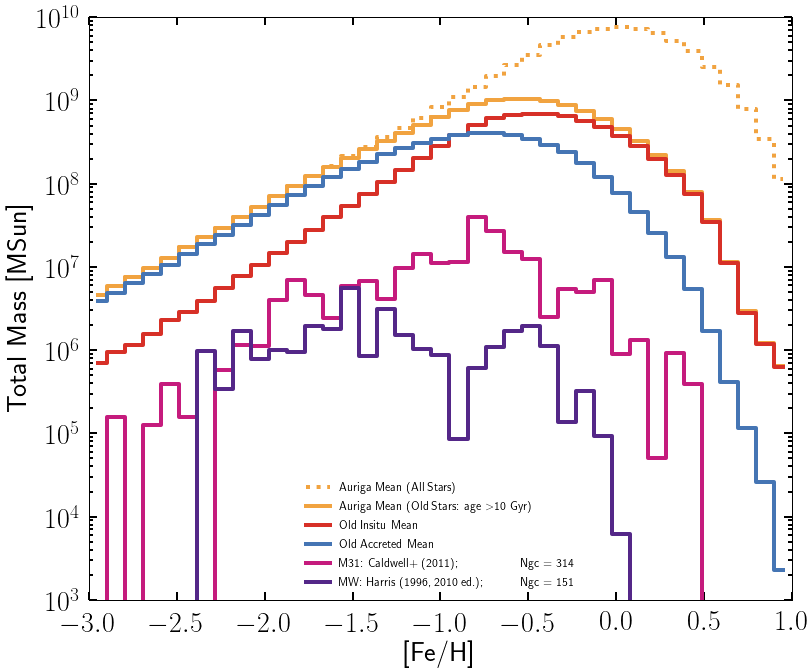 Total Mass [MSun]
10^10
10^9
10^8
10^7
10^6
10^5
10^4
10^3
Auriga Mean (All Stars)
Auriga Mean (Old Stars: age >10 Gyr)
Old Insitu Mean
Old Accreted Mean
M31: Caldwell+ (2011); Ngc = 314
MW: Harris (1996, 2010 ed.); Ngc = 151
−3.0 −2.5 −2.0 −1.5 −1.0 −0.5 0.0 0.5 1.0
[Fe/H]